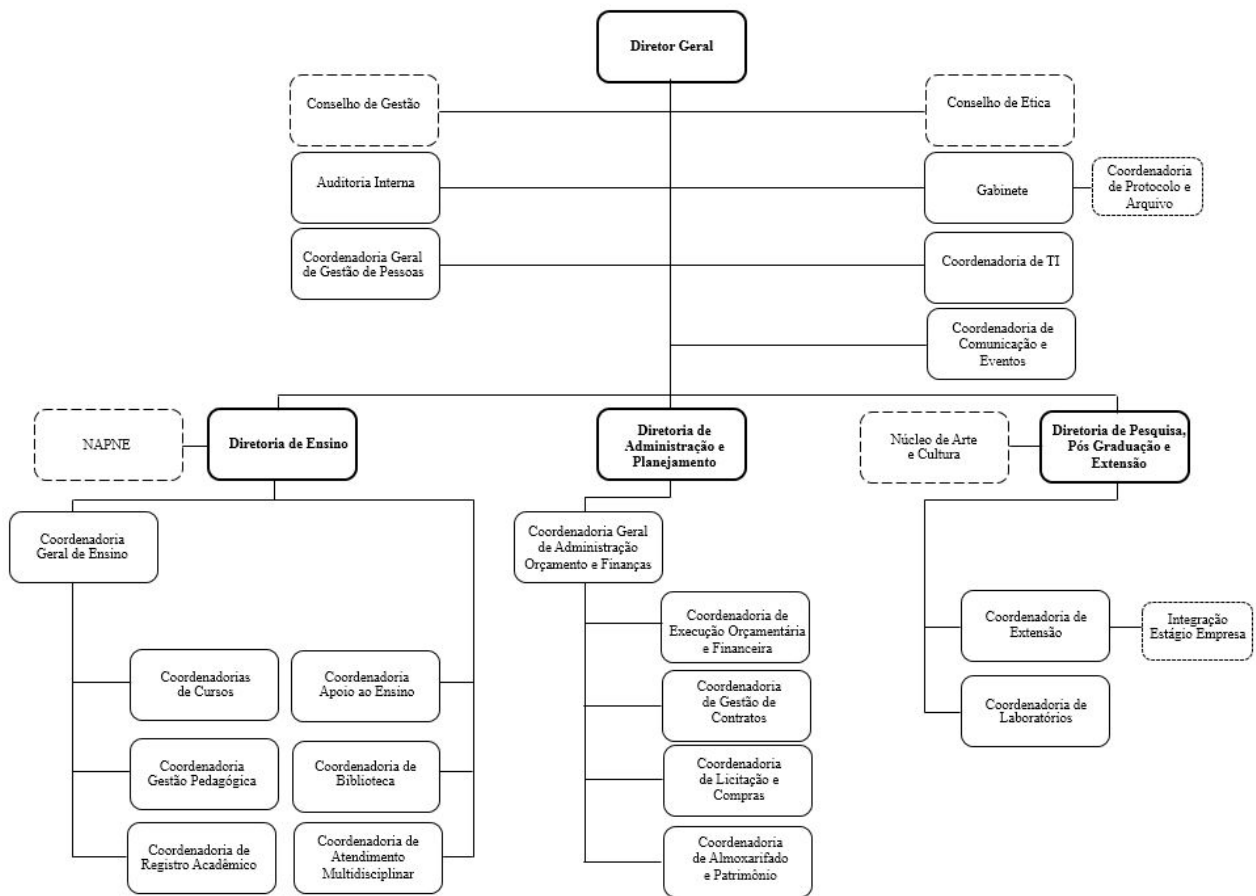 Diretor Geral
Conselho de Gestão
Conselho de Etica
Auditoria Interna
Gabinete
Coordenadoria
de Protocolo e
Arquivo
Coordenadoria Geral
de Gestão de Pessoas
Coordenadoria de TI
Coordenadoria de
Comunicação e
Eventos
NAPNE
Diretoria de Ensino
Diretoria de
Administração e
Planejamento
Núcleo de Arte
e Cultura
Diretoria de Pesquisa,
Pós Graduação e
Extensão
Coordenadoria
Geral de Ensino
Coordenadoria Geral
de Administração
Orçamento e Finanças
Coordenadorias
de Cursos
Coordenadoria
Apoio ao Ensino
Coordenadoria de
Execução Orçamentária
e Financeira
Coordenadoria
de Extensão
Integração
Estágio Empresa
Coordenadoria
de Gestão de
Contratos
Coordenadoria de
Laboratórios
Coordenadoria
Gestão Pedagógica
Coordenadoria de
Biblioteca
Coordenadoria
de Licitação e
Compras
Coordenadoria de
Registro Acadêmico
Coordenadoria de
Atendimento
Multidisciplinar
Coordenadoria
de Almoxarifado
e Patrimônio